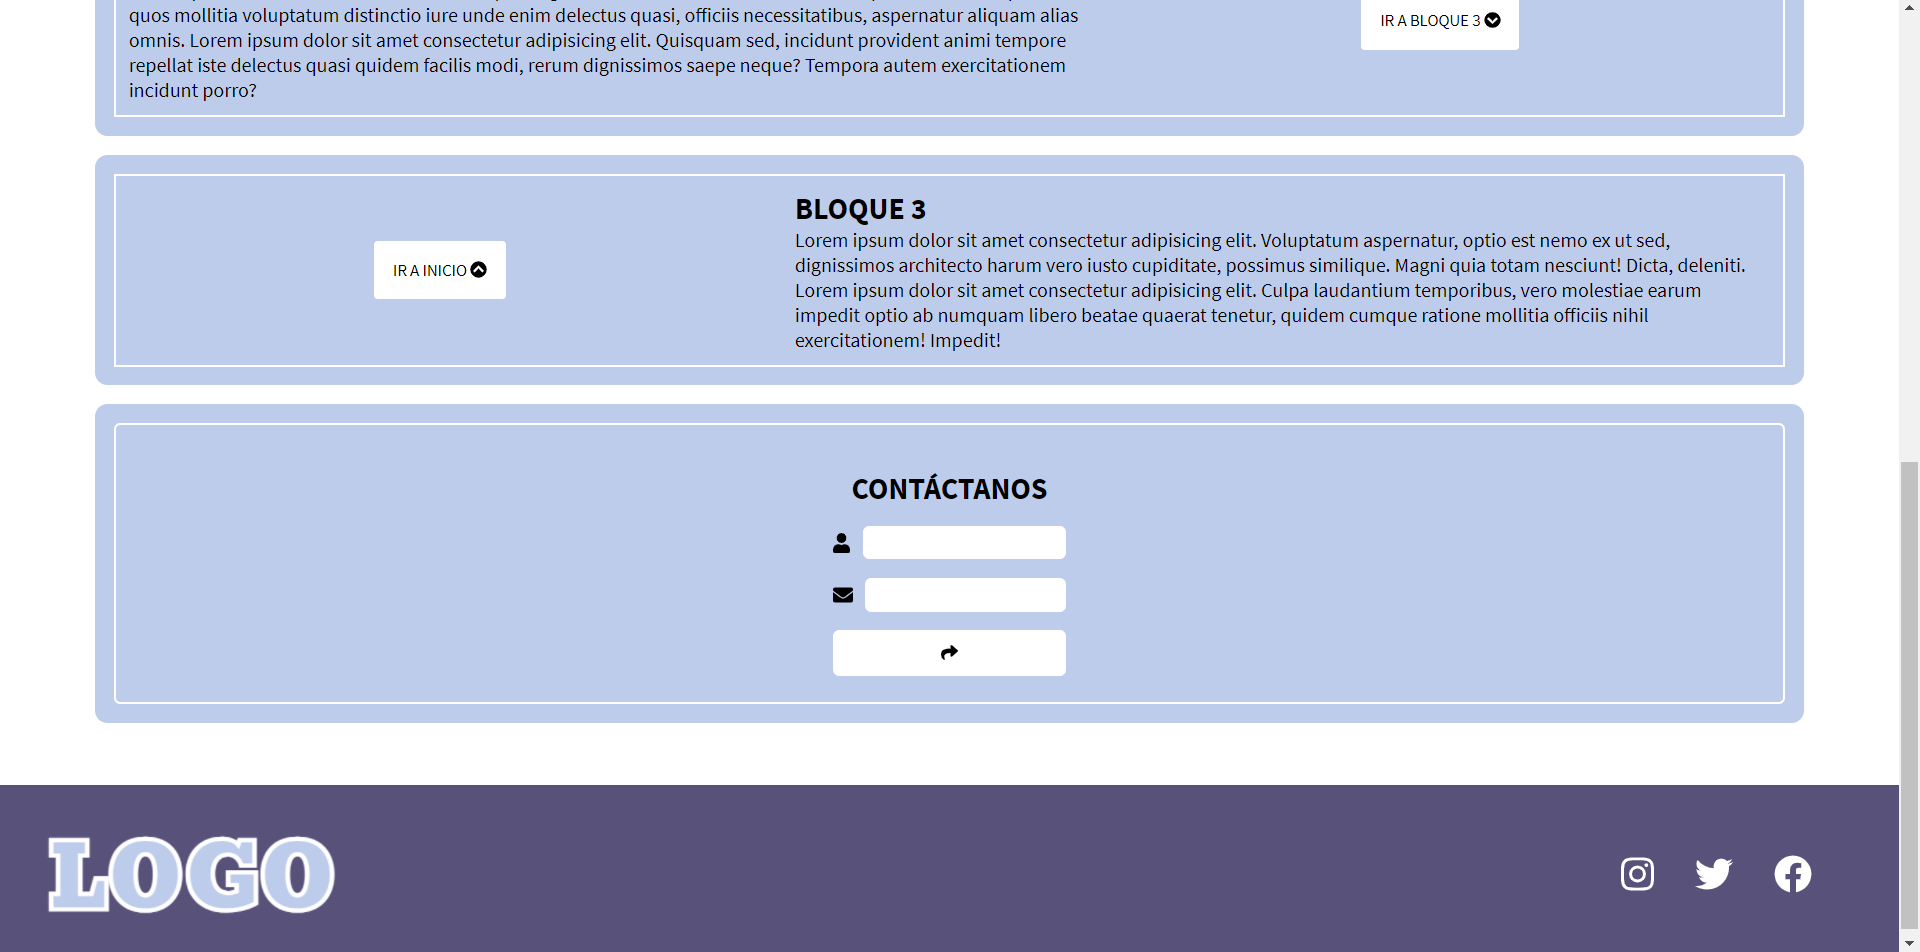 quos mollitia voluptatum distinctio iure unde enim delectus quasi, officiis necessitatibus, aspernatur aliquam alias
omnis. Lorem ipsum dolor sit amet consectetur adipisicing elit. Quisquam sed, incidunt provident animi tempore
repellat iste delectus quasi quidem facilis modi, rerum dignissimos saepe neque? Tempora autem exercitationem
incidunt porro?
IR A BLOQUE 3
IR A INICIO
BLOQUE 3
Lorem ipsum dolor sit amet consectetur adipisicing elit. Voluptatum aspernatur, optio est nemo ex ut sed,
dignissimos architecto harum vero iusto cupiditate, possimus similique. Magni quia totam nesciunt! Dicta, deleniti.
Lorem ipsum dolor sit amet consectetur adipisicing elit. Culpa laudantium temporibus, vero molestiae earum
impedit optio ab numquam libero beatae quaerat tenetur, quidem cumque ratione mollitia officiis nihil
exercitationem! Impedit!
CONTÁCTANOS
LOGO